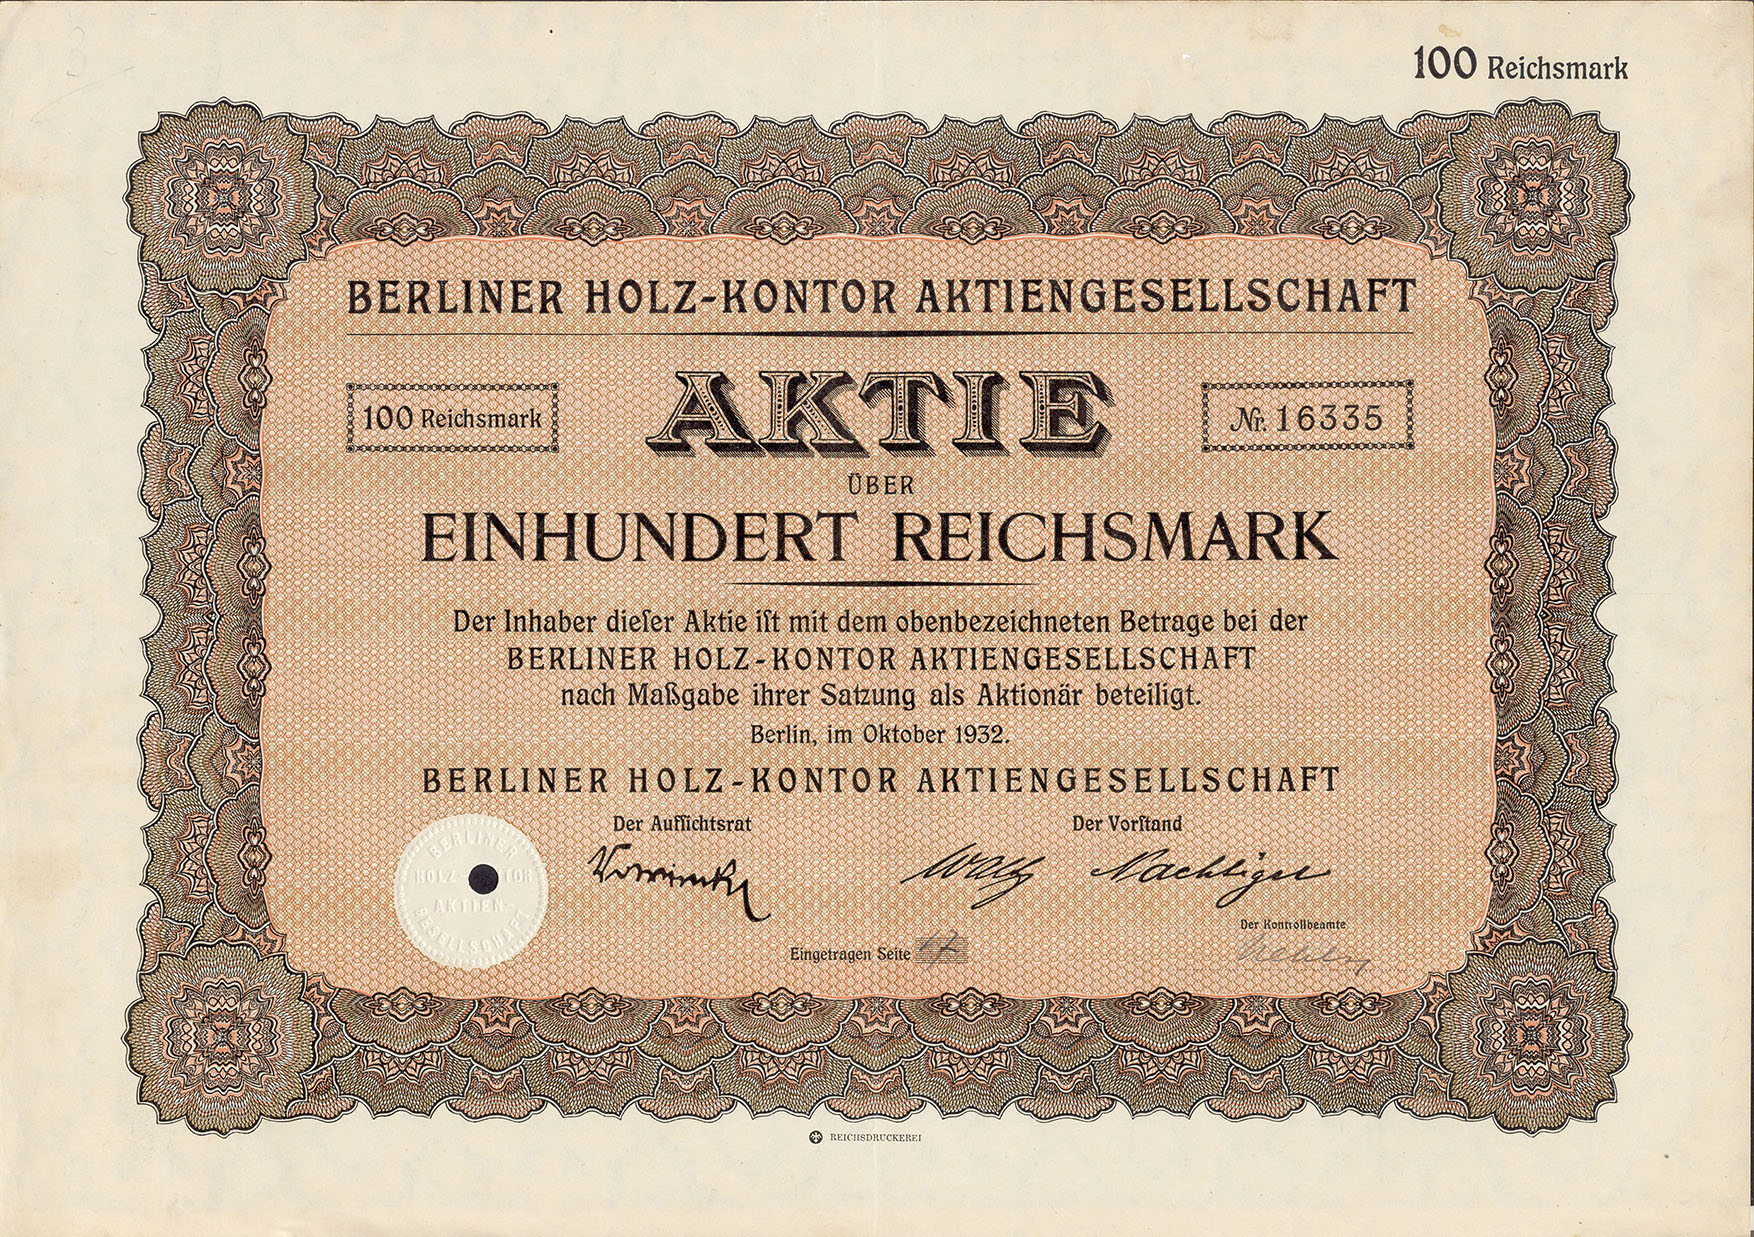 100 Reichsmark
BERLINER HOLZ-KONTOR AKTIENGESELLSCHAFT
100 Reichsmark
AKTIE
Nr. 16335
ÜBER
EINHUNDERT REICHSMARK
Der Inhaber dieſer Aktie iſt mit dem obenbezeichneten Betrage bei der
BERLINER HOLZ-KONTOR AKTIENGESELLSCHAFT
nach Maßgabe ihrer Satzung als Aktionär beteiligt.
Berlin, im Oktober 1932.
BERLINER HOLZ-KONTOR AKTIENGESELLSCHAFT
Der Aufſichtsrat
Der Vorſtand
BERLINER
HOLZ TOR
AKTIEN-
GESELLSCHAFT
Der Kontrollbeamte
Eingetragen Seite 17
REICHSDRUCKEREI